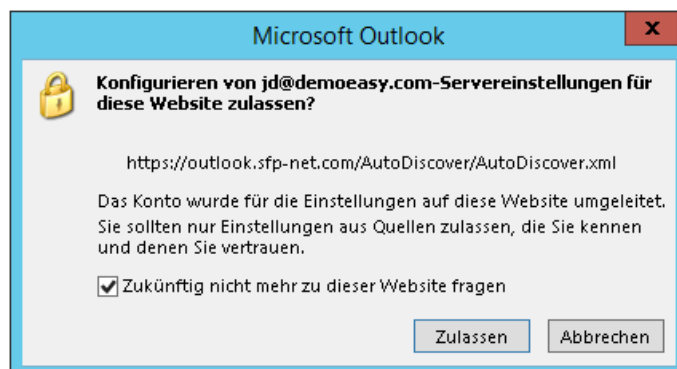 Microsoft Outlook
x
Konfigurieren von jd@demoeasy.com-Servereinstellungen für
diese Website zulassen?
https://outlook.sfp-net.com/AutoDiscover/AutoDiscover.xml
Das Konto wurde für die Einstellungen auf diese Website umgeleitet.
Sie sollten nur Einstellungen aus Quellen zulassen, die Sie kennen
und denen Sie vertrauen.
Zukünftig nicht mehr zu dieser Website fragen
Zulassen Abbrechen